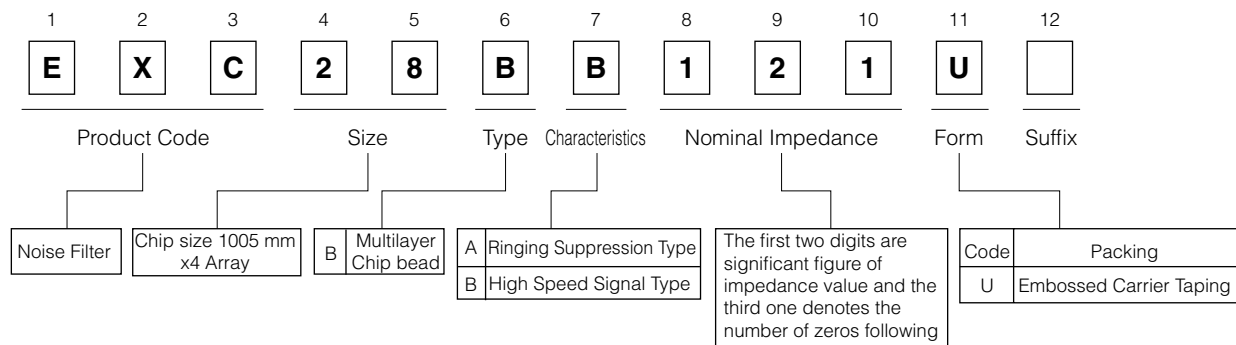 1 2 3 4 5 6 7 8 9 10 11 12
E X C 2 8 B B 1 2 1 U
Product Code Size Type Characteristics Nominal Impedance Form Suffix
Noise Filter
Chip size 1005 mm
x4 Array
B Multilayer
Chip bead
A Ringing Suppression Type
B High Speed Signal Type
The first two digits are
significant figure of
impedance value and the
third one denotes the
number of zeros following
Code Packing
U Embossed Carrier Taping